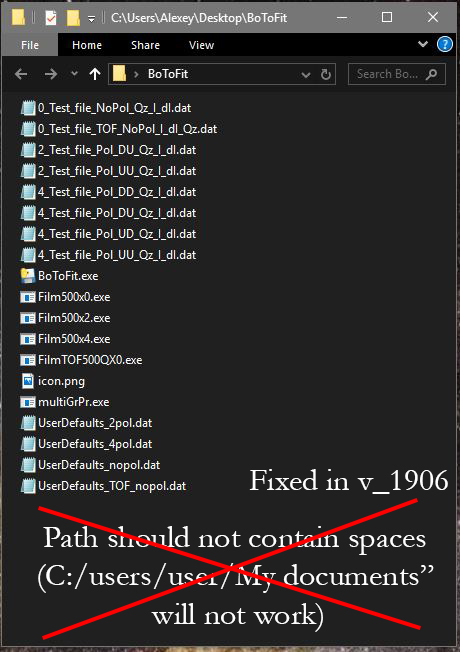 C:\Users\Alexey\Desktop\BoToFit
File Home Share View
BoToFit Search Bo...
0_Test_file_NoPol_Qz_I_dI.dat
0_Test_file_TOF_NoPol_I_dI_Qz.dat
2_Test_file_Pol_DU_Qz_I_dI.dat
2_Test_file_Pol_UU_Qz_I_dI.dat
4_Test_file_Pol_DD_Qz_I_dI.dat
4_Test_file_Pol_DU_Qz_I_dI.dat
4_Test_file_Pol_UD_Qz_I_dI.dat
4_Test_file_Pol_UU_Qz_I_dI.dat
BoToFit.exe
Film500x0.exe
Film500x2.exe
Film500x4.exe
FilmTOF500QX0.exe
icon.png
multiGrPr.exe
UserDefaults_2pol.dat
UserDefaults_4pol.dat
UserDefaults_nopol.dat
UserDefaults_TOF_nopol.dat
Fixed in v_1906
Path should not contain spaces
(C:/users/user/My documents”
will not work)